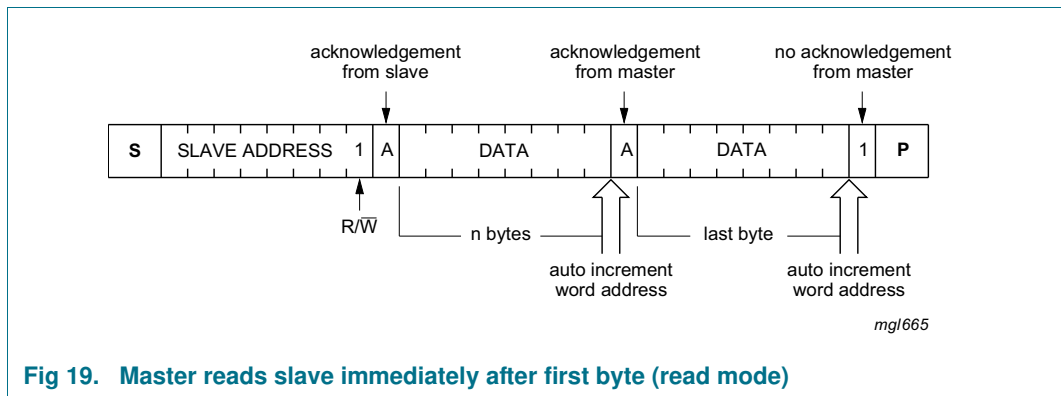 acknowledgement
from slave
acknowledgement
from master
no acknowledgement
from master
S SLAVE ADDRESS 1 A DATA A DATA 1 P
R/W̅
n bytes
last byte
auto increment
word address
auto increment
word address
mgl665
Fig 19. Master reads slave immediately after first byte (read mode)